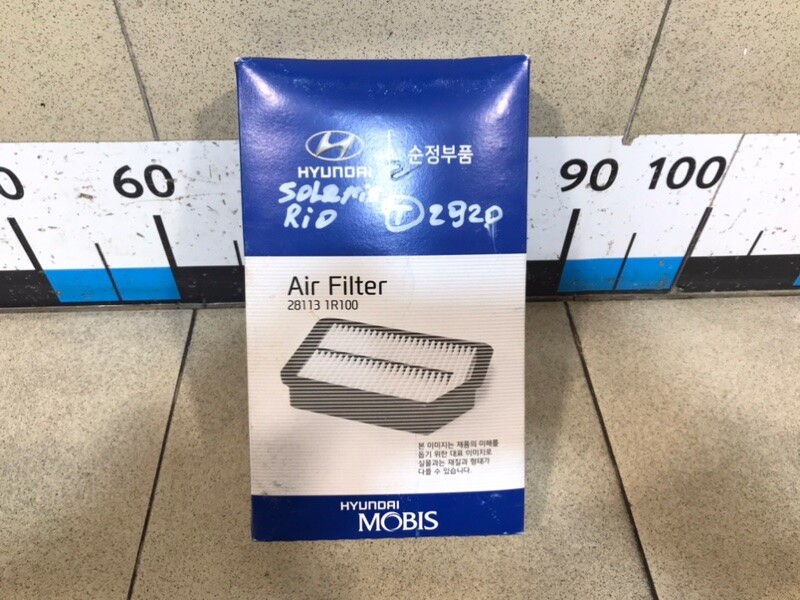 0 60 90 100
HYUNDAI 순정부품
Solaris
Rio T 2920
Air Filter
28113 1R100
본 이미지는 제품의 이해를
돕기 위한 대표 이미지로
실물과는 재질과 형태가
다를 수 있습니다.
HYUNDAI
MOBIS